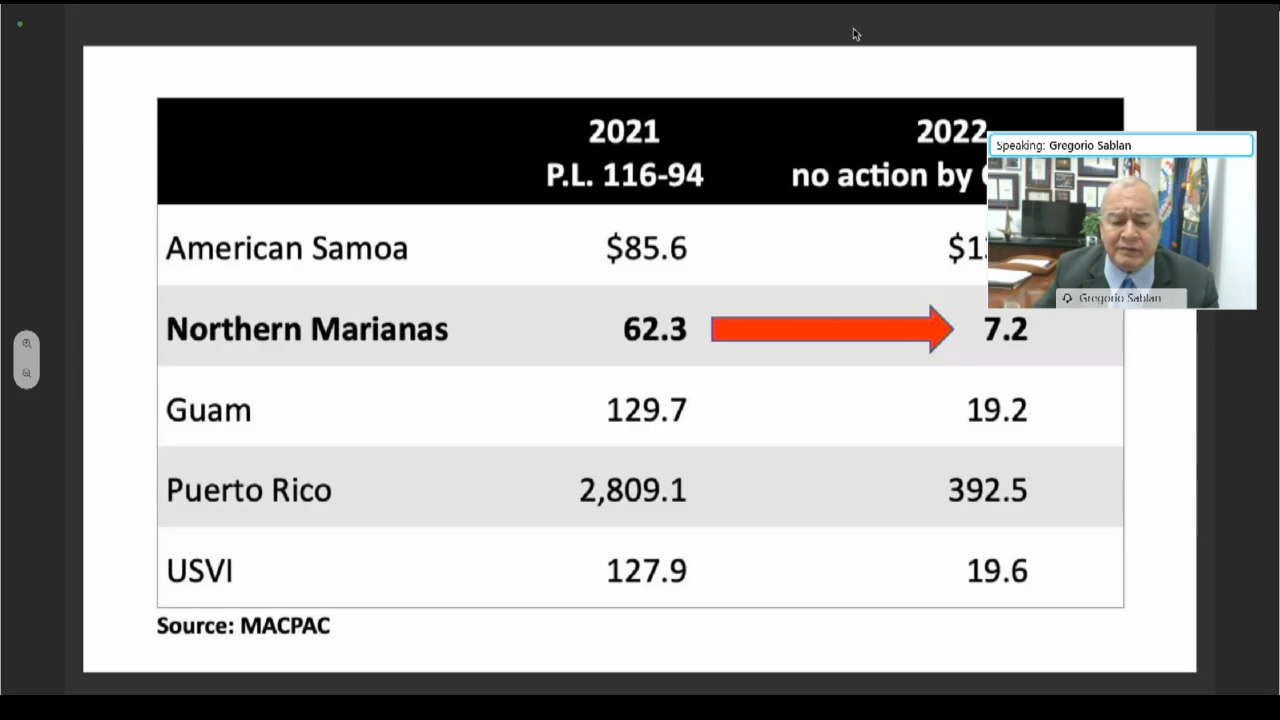 2021 2022
P.L. 116-94 no action by
Speaking: Gregorio Sablan
American Samoa $85.6
Northern Marianas 62.3 7.2
Gregorio Sablan
Guam 129.7 19.2
Puerto Rico 2,809.1 392.5
USVI 127.9 19.6
Source: MACPAC